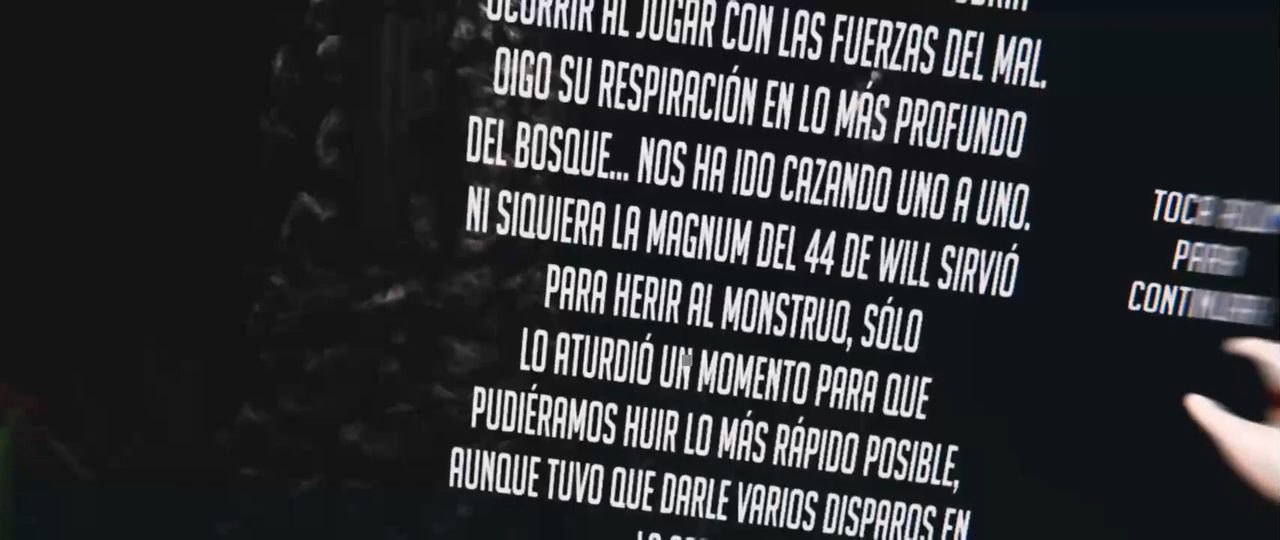 OCURRIR AL JUGAR CON LAS FUERZAS DEL MAL.
OIGO SU RESPIRACIÓN EN LO MÁS PROFUNDO
DEL BOSQUE... NOS HA IDO CAZANDO UNO A UNO.
NI SIQUIERA LA MAGNUM DEL 44 DE WILL SIRVIÓ
PARA HERIR AL MONSTRUO, SÓLO
LO ATURDIÓ UN MOMENTO PARA QUE
PUDIÉRAMOS HUIR LO MÁS RÁPIDO POSIBLE,
AUNQUE TUVO QUE DARLE VARIOS DISPAROS EN
PARA
CONTINUAR